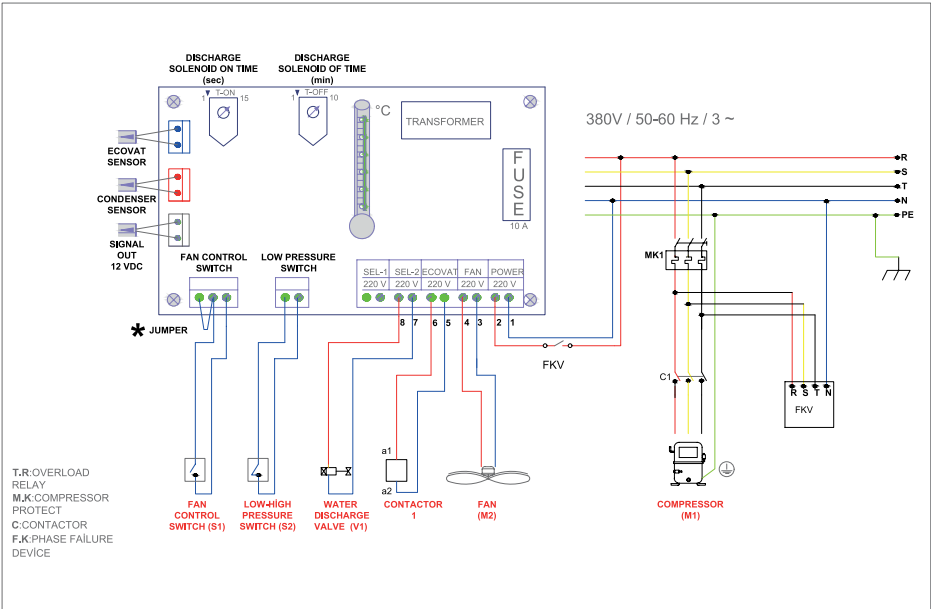 DISCHARGE
SOLENOID ON TIME
(sec)
DISCHARGE
SOLENOID OF TIME
(min)
1 T-ON 15
1 T-OFF 10
°C
TRANSFORMER
FUSE
10 A
380V / 50-60 Hz / 3 ~
R
S
T
N
PE
ECOVAT
SENSOR
CONDENSER
SENSOR
SIGNAL
OUT
12 VDC
FAN CONTROL
SWITCH
LOW PRESSURE
SWITCH
SEL-1 SEL-2 ECOVAT FAN POWER
220 V 220 V 220 V 220 V 220 V
8 7 6 5 4 3 2 1
* JUMPER
MK1
FKV
C1
R S T N
FKV
a1
a2
FAN
CONTROL
SWITCH (S1)
LOW-HİGH
PRESSURE
SWITCH (S2)
WATER
DISCHARGE
VALVE (V1)
CONTACTOR
1
FAN
(M2)
COMPRESSOR
(M1)
T.R:OVERLOAD
RELAY
M.K:COMPRESSOR
PROTECT
C:CONTACTOR
F.K:PHASE FAİLURE
DEVİCE